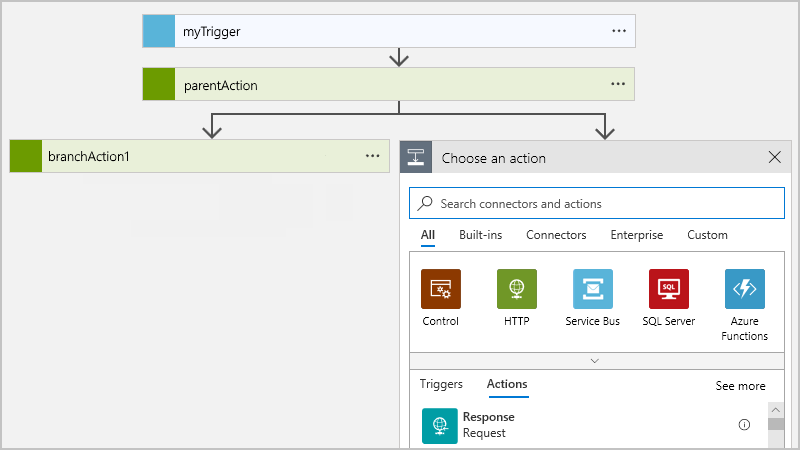 myTrigger
parentAction
branchAction1
Choose an action
Search connectors and actions
All Built-ins Connectors Enterprise Custom
SQL
Control HTTP Service Bus SQL Server Azure
Functions
Triggers Actions See more
Response
Request